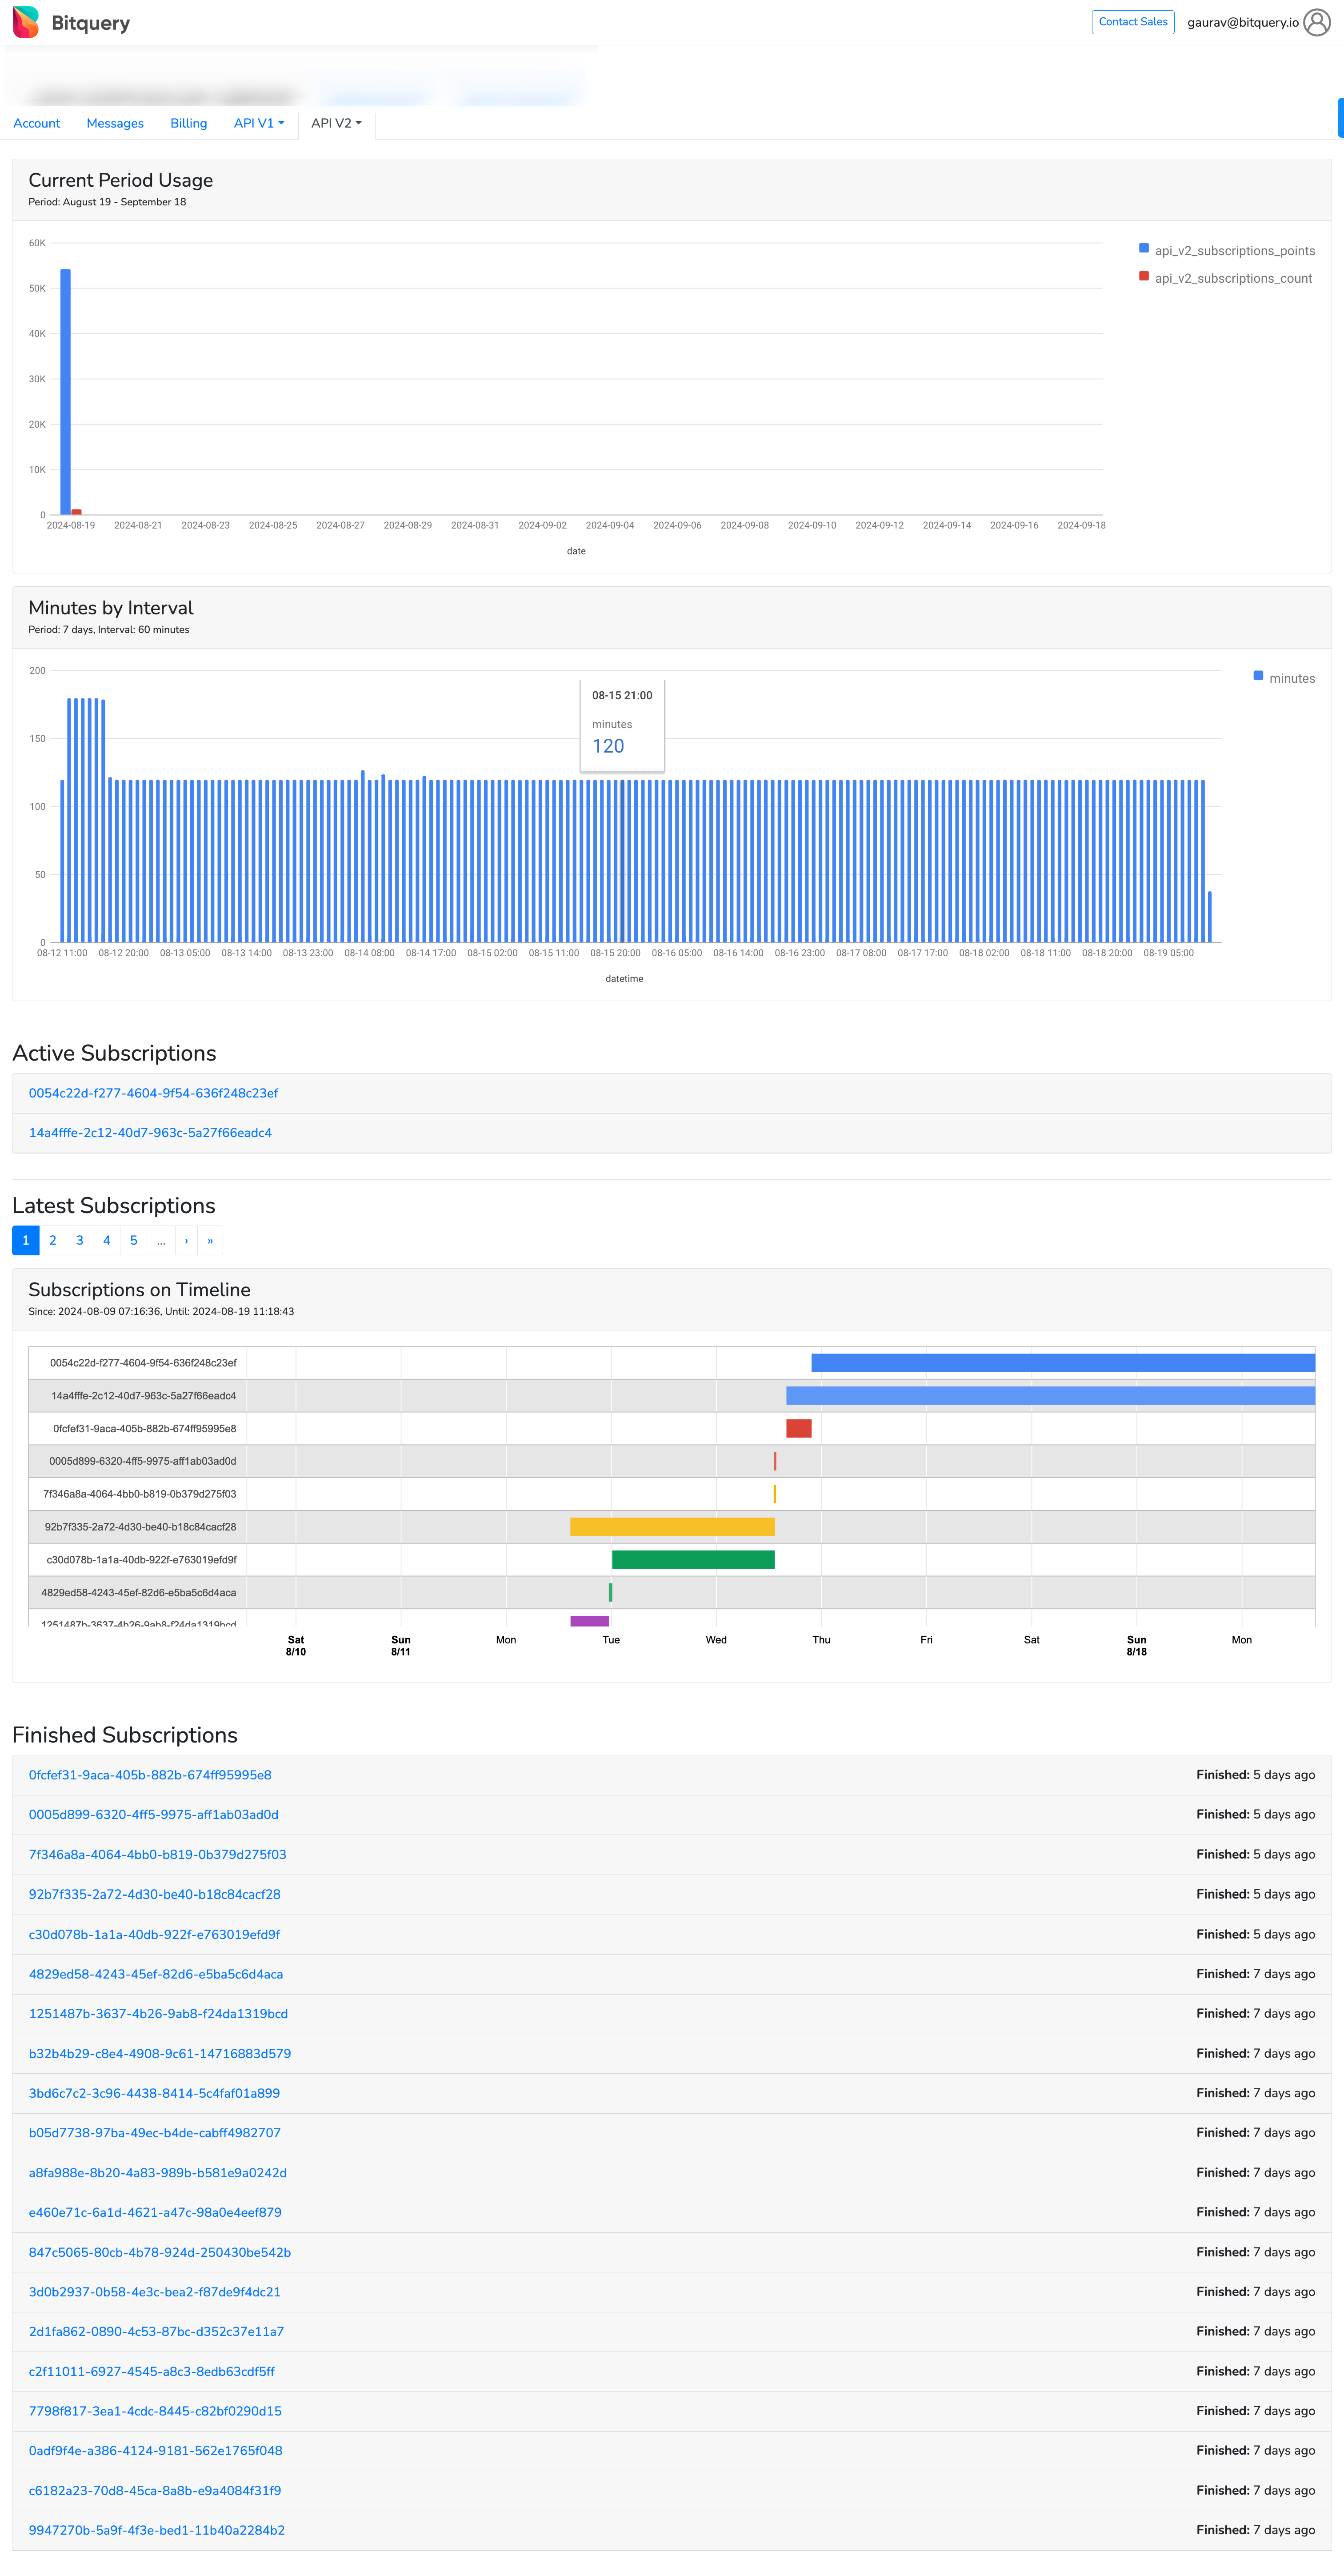 Bitquery
Contact Sales
gaurav@bitquery.io
Account Messages Billing API V1 API V2
Current Period Usage
Period: August 19 - September 18
60K
50K
40K
30K
20K
10K
0
api_v2_subscriptions_points
api_v2_subscriptions_count
2024-08-19 2024-08-21 2024-08-23 2024-08-25 2024-08-27 2024-08-29 2024-08-31 2024-09-02 2024-09-04 2024-09-06 2024-09-08 2024-09-10 2024-09-12 2024-09-14 2024-09-16 2024-09-18
date
Minutes by Interval
Period: 7 days, Interval: 60 minutes
200
150
100
50
0
minutes
08-15 21:00
minutes
120
08-12 11:00 08-12 20:00 08-13 05:00 08-13 14:00 08-13 23:00 08-14 08:00 08-14 17:00 08-15 02:00 08-15 11:00 08-15 20:00 08-16 05:00 08-16 14:00 08-16 23:00 08-17 08:00 08-17 17:00 08-18 02:00 08-18 11:00 08-18 20:00 08-19 05:00
datetime
Active Subscriptions
0054c22d-f277-4604-9f54-636f248c23ef
14a4fffe-2c12-40d7-963c-5a27f66eadc4
Latest Subscriptions
1 2 3 4 5 ... › »
Subscriptions on Timeline
Since: 2024-08-09 07:16:36, Until: 2024-08-19 11:18:43
0054c22d-f277-4604-9f54-636f248c23ef
14a4fffe-2c12-40d7-963c-5a27f66eadc4
0fcfef31-9aca-405b-882b-674ff95995e8
0005d899-6320-4ff5-9975-aff1ab03ad0d
7f346a8a-4064-4bb0-b819-0b379d275f03
92b7f335-2a72-4d30-be40-b18c84cacf28
c30d078b-1a1a-40db-922f-e763019efd9f
4829ed58-4243-45ef-82d6-e5ba5c6d4aca
1251487b-3637-4b26-9ab8-f24da1319bcd
Sat Sun Mon Tue Wed Thu Fri Sat Sun Mon
8/10 8/11 8/18
Finished Subscriptions
0fcfef31-9aca-405b-882b-674ff95995e8 Finished: 5 days ago
0005d899-6320-4ff5-9975-aff1ab03ad0d Finished: 5 days ago
7f346a8a-4064-4bb0-b819-0b379d275f03 Finished: 5 days ago
92b7f335-2a72-4d30-be40-b18c84cacf28 Finished: 5 days ago
c30d078b-1a1a-40db-922f-e763019efd9f Finished: 5 days ago
4829ed58-4243-45ef-82d6-e5ba5c6d4aca Finished: 7 days ago
1251487b-3637-4b26-9ab8-f24da1319bcd Finished: 7 days ago
b32b4b29-c8e4-4908-9c61-14716883d579 Finished: 7 days ago
3bd6c7c2-3c96-4438-8414-5c4faf01a899 Finished: 7 days ago
b05d7738-97ba-49ec-b4de-cabff4982707 Finished: 7 days ago
a8fa988e-8b20-4a83-989b-b581e9a0242d Finished: 7 days ago
e460e71c-6a1d-4621-a47c-98a0e4eef879 Finished: 7 days ago
847c5065-80cb-4b78-924d-250430be542b Finished: 7 days ago
3d0b2937-0b58-4e3c-bea2-f87de9f4dc21 Finished: 7 days ago
2d1fa862-0890-4c53-87bc-d352c37e11a7 Finished: 7 days ago
c2f11011-6927-4545-a8c3-8edb63cdf5ff Finished: 7 days ago
7798f817-3ea1-4cdc-8445-c82bf0290d15 Finished: 7 days ago
0adf9f4e-a386-4124-9181-562e1765f048 Finished: 7 days ago
c6182a23-70d8-45ca-8a8b-e9a4084f31f9 Finished: 7 days ago
9947270b-5a9f-4f3e-bed1-11b40a2284b2 Finished: 7 days ago